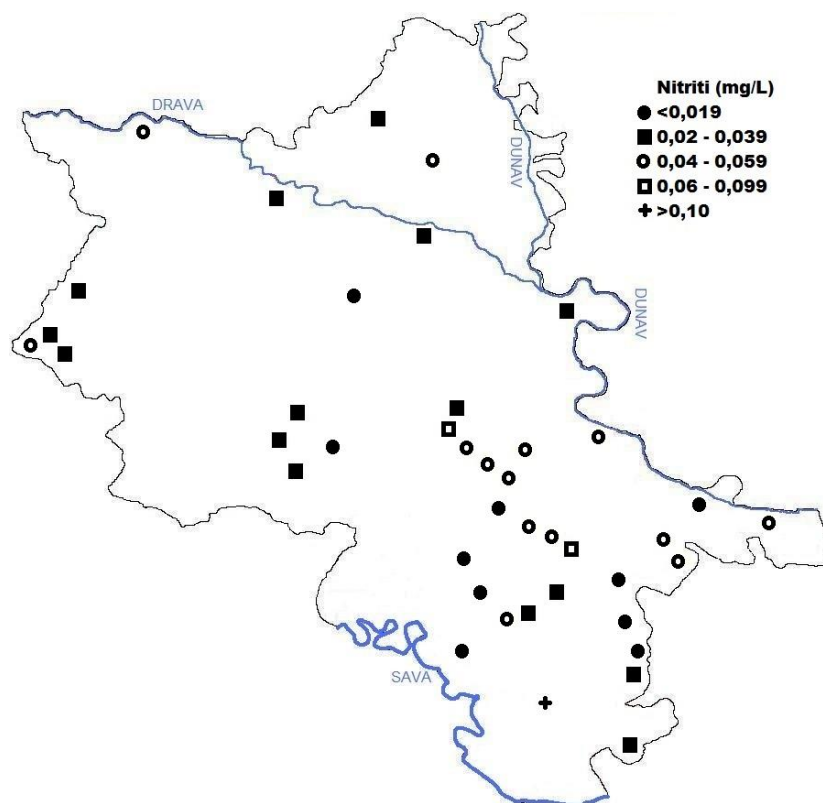 DRAVA
DUNAV
DUNAV
SAVA
Nitriti (mg/L)
<0,019
0,02 - 0,039
0,04 - 0,059
0,06 - 0,099
>0,10